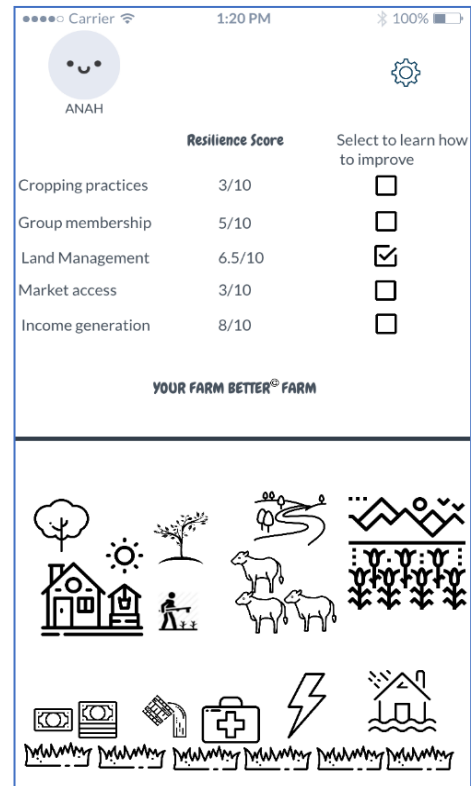 Carrier 1:20 PM 100%
ANAH
Resilience Score Select to learn how
to improve
Cropping practices 3/10
Group membership 5/10
Land Management 6.5/10
Market access 3/10
Income generation 8/10
YOUR FARM BETTER© FARM